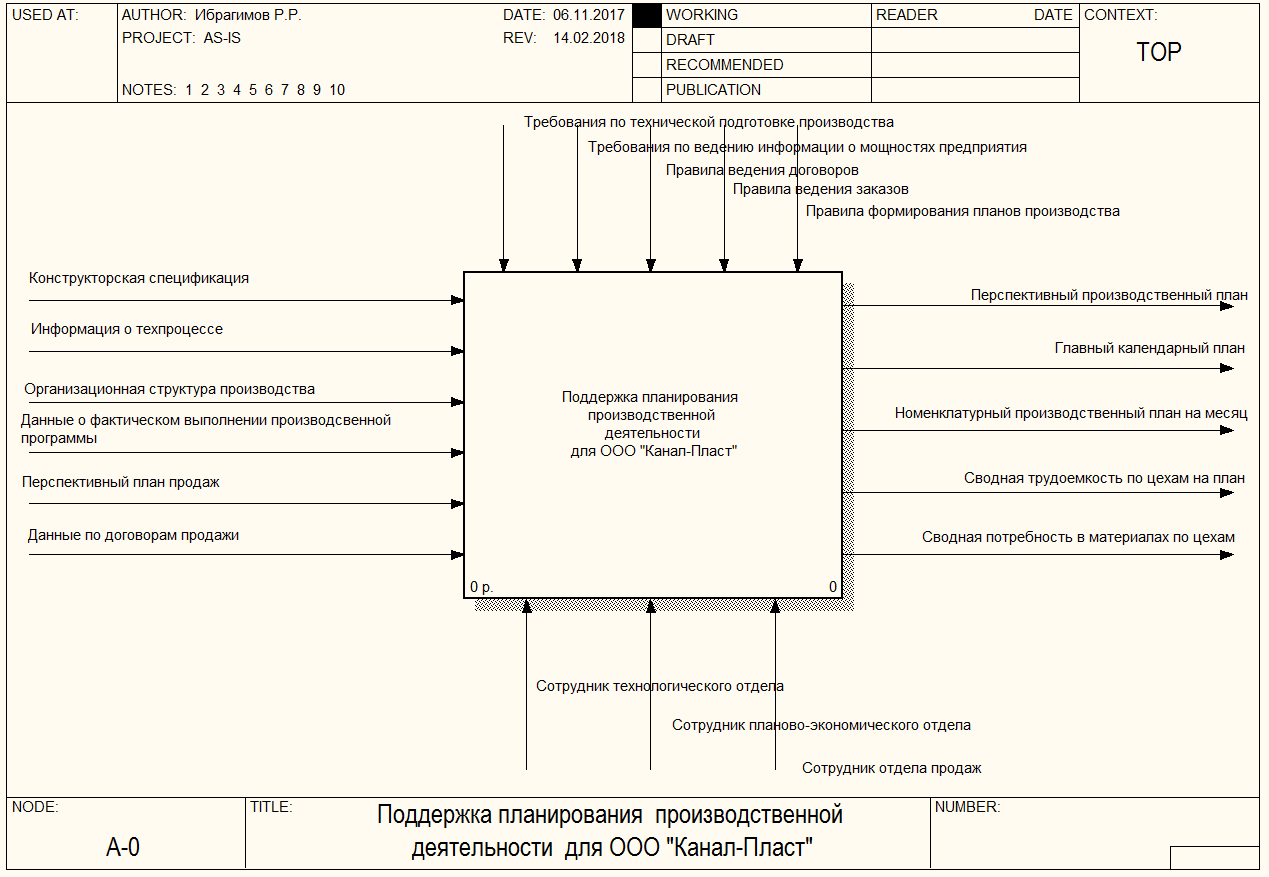 USED AT:
AUTHOR: Ибрагимов Р.Р.
DATE: 06.11.2017
PROJECT: AS-IS
REV: 14.02.2018
NOTES: 1 2 3 4 5 6 7 8 9 10
WORKING
DRAFT
RECOMMENDED
PUBLICATION
READER
DATE
CONTEXT:
TOP
Требования по технической подготовке производства
Требования по ведению информации о мощностях предприятия
Правила ведения договоров
Правила ведения заказов
Правила формирования планов производства
Конструкторская спецификация
Информация о техпроцессе
Организационная структура производства
Данные о фактическом выполнении производсвенной
программы
Перспективный план продаж
Данные по договорам продажи
Поддержка планирования
производственной
деятельности
для ООО "Канал-Пласт"
0 р.
0
Перспективный производственный план
Главный календарный план
Номенклатурный производственный план на месяц
Сводная трудоемкость по цехам на план
Сводная потребность в материалах по цехам
Сотрудник технологического отдела
Сотрудник планово-экономического отдела
Сотрудник отдела продаж
NODE:
A-0
TITLE:
Поддержка планирования производственной
деятельности для ООО "Канал-Пласт"
NUMBER: